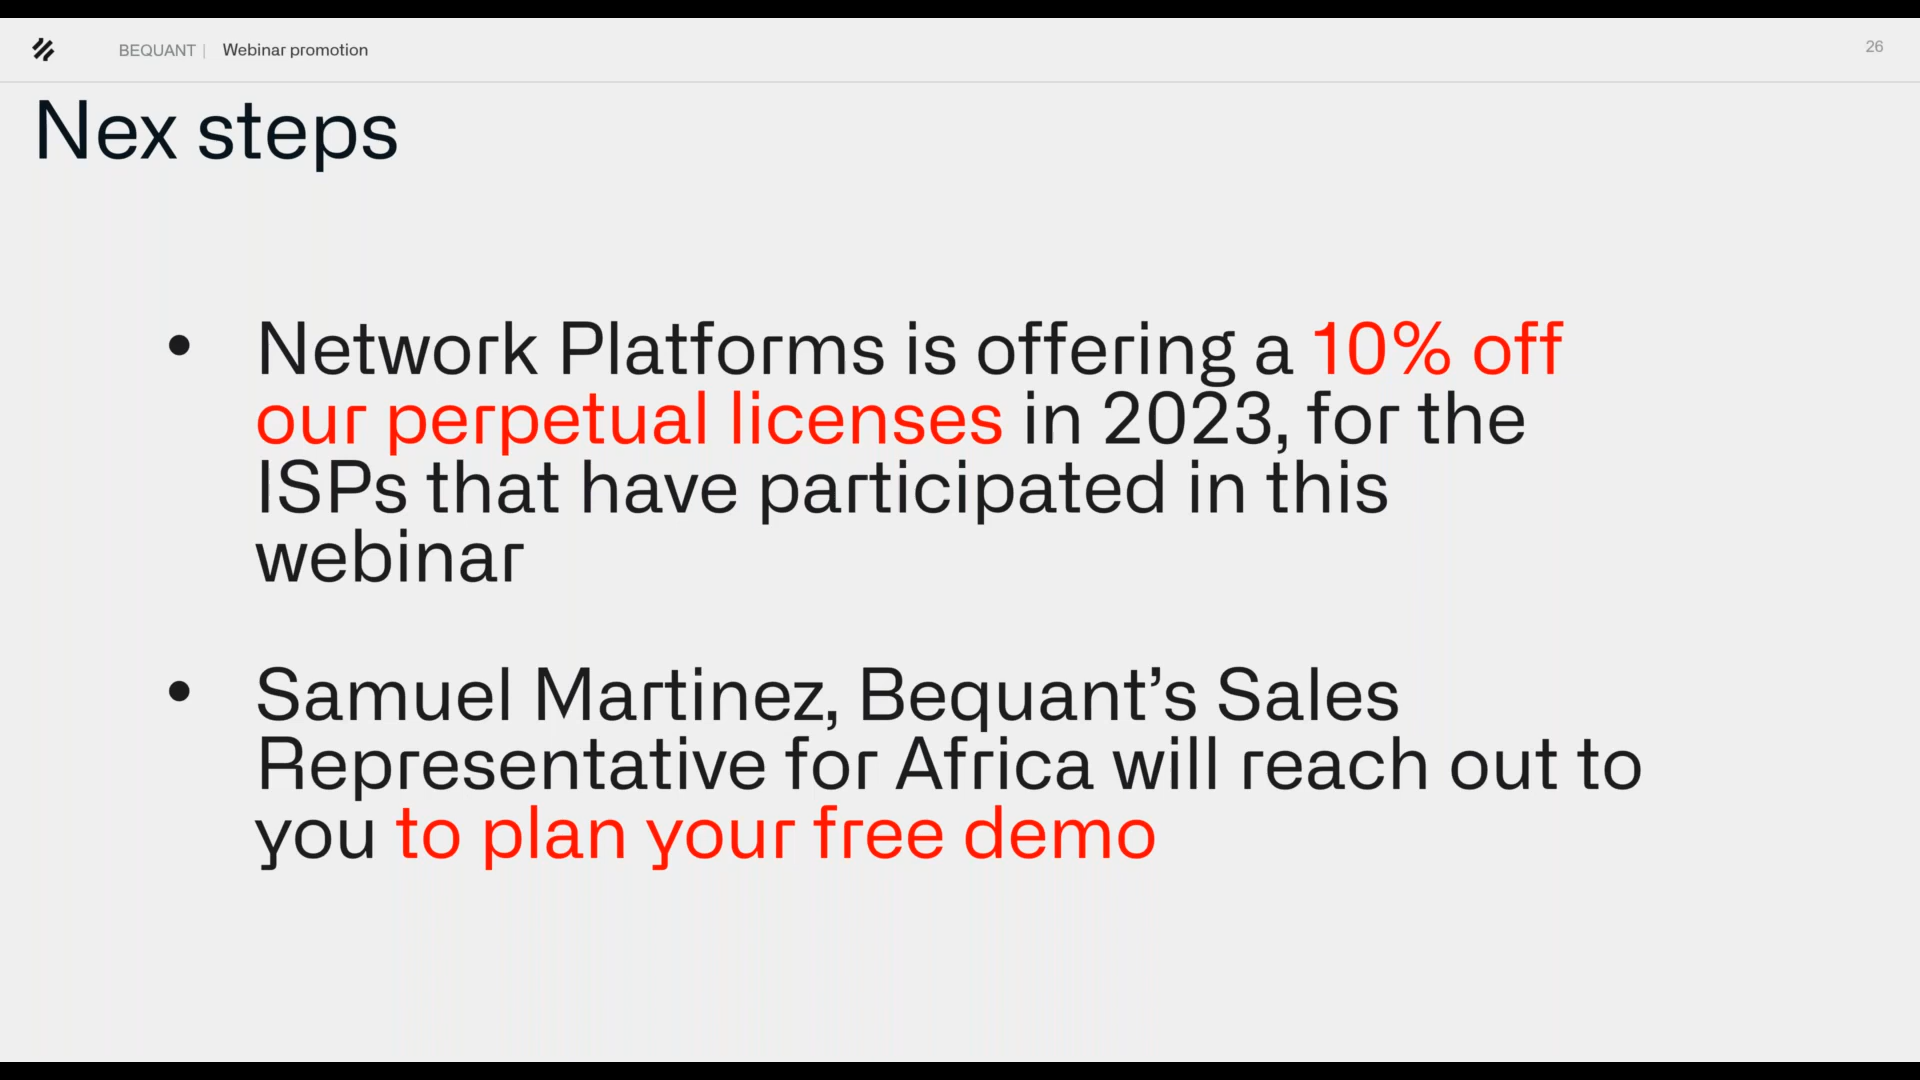 BEQUANT | Webinar promotion
26
Nex steps
• Network Platforms is offering a 10% off
our perpetual licenses in 2023, for the
ISPs that have participated in this
webinar
• Samuel Martinez, Bequant’s Sales
Representative for Africa will reach out to
you to plan your free demo